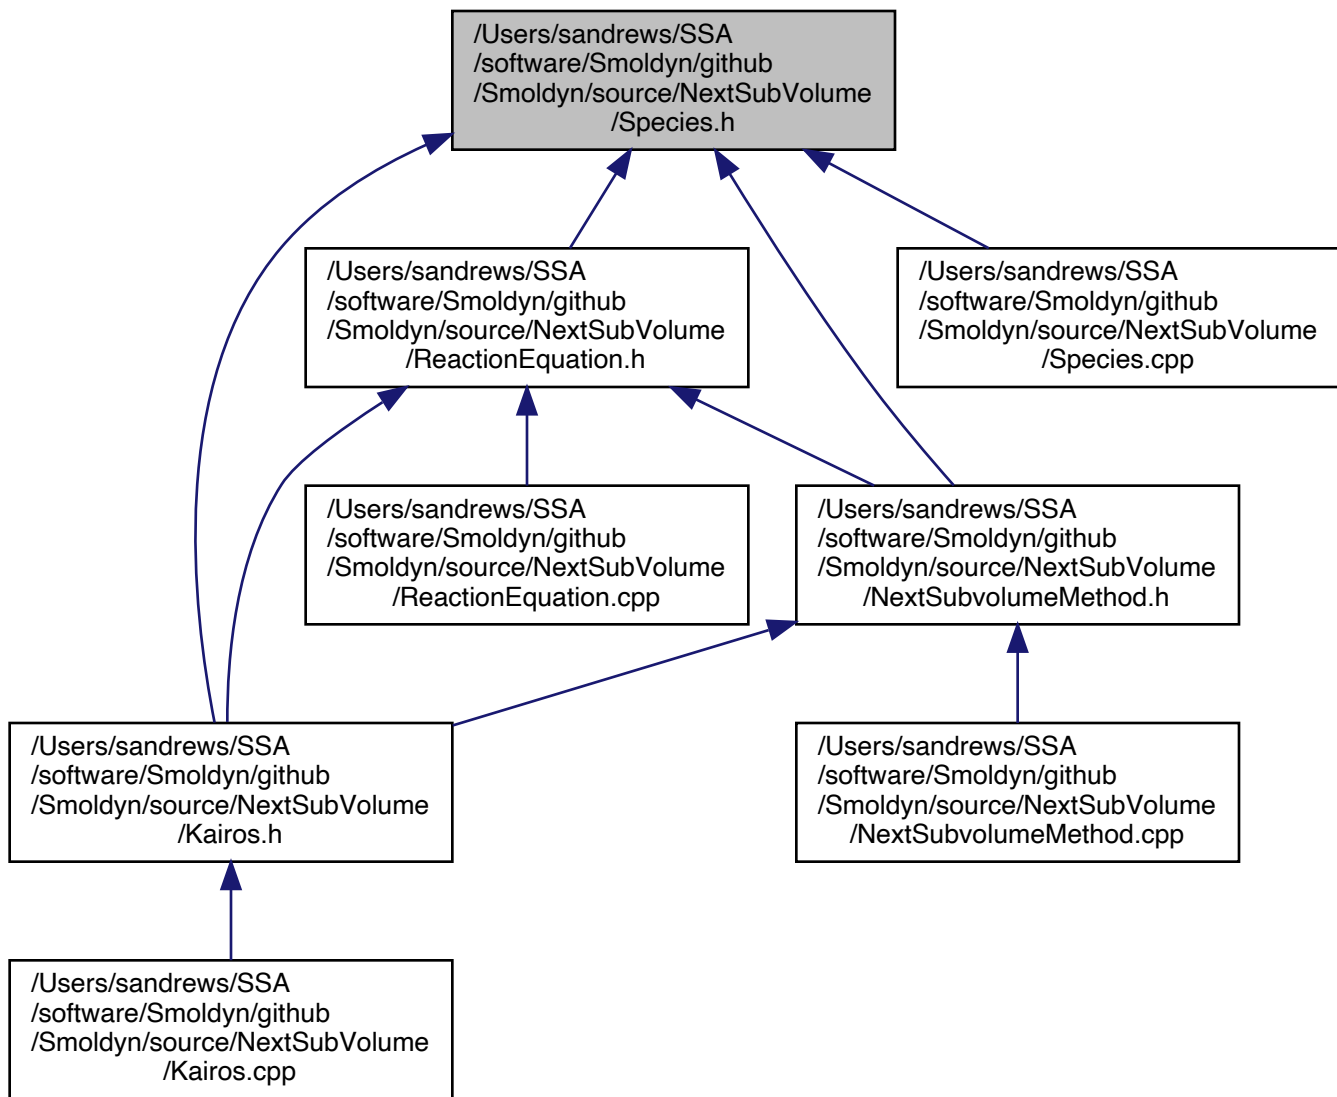 /Users/sandrews/SSA
/software/Smoldyn/github
/Smoldyn/source/NextSubVolume
/Species.h
/Users/sandrews/SSA
/software/Smoldyn/github
/Smoldyn/source/NextSubVolume
/ReactionEquation.h
/Users/sandrews/SSA
/software/Smoldyn/github
/Smoldyn/source/NextSubVolume
/Species.cpp
/Users/sandrews/SSA
/software/Smoldyn/github
/Smoldyn/source/NextSubVolume
/ReactionEquation.cpp
/Users/sandrews/SSA
/software/Smoldyn/github
/Smoldyn/source/NextSubVolume
/NextSubvolumeMethod.h
/Users/sandrews/SSA
/software/Smoldyn/github
/Smoldyn/source/NextSubVolume
/Kairos.h
/Users/sandrews/SSA
/software/Smoldyn/github
/Smoldyn/source/NextSubVolume
/NextSubvolumeMethod.cpp
/Users/sandrews/SSA
/software/Smoldyn/github
/Smoldyn/source/NextSubVolume
/Kairos.cpp